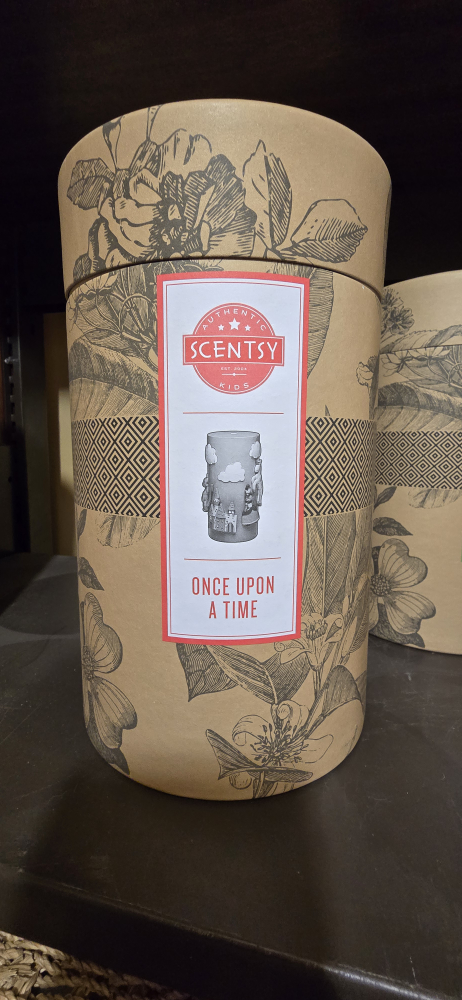 AUTHENTIC
SCENTSY
EST 2004
KIDS
ONCE UPON
A TIME